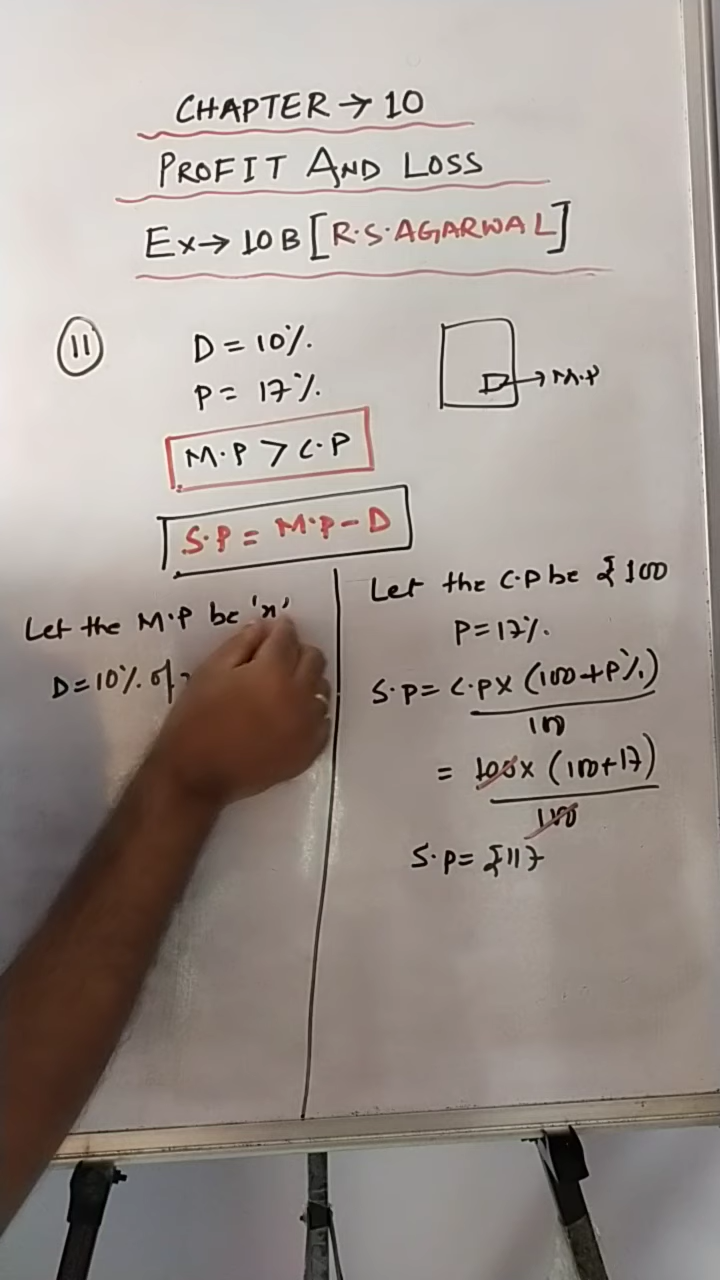 CHAPTER → 10
PROFIT AND LOSS
EX → 10B [R.S.AGARWAL]
11
D = 10%.
P = 17%.
M.P > C.P
S.P = M.P - D
→ M.P
Let the M.P be 'x'
D = 10% of
Let the C.P be ₹100
P = 17%.
S.P = C.P x (100+P%)
100
= 100 x (100+17)
100
S.P = ₹117